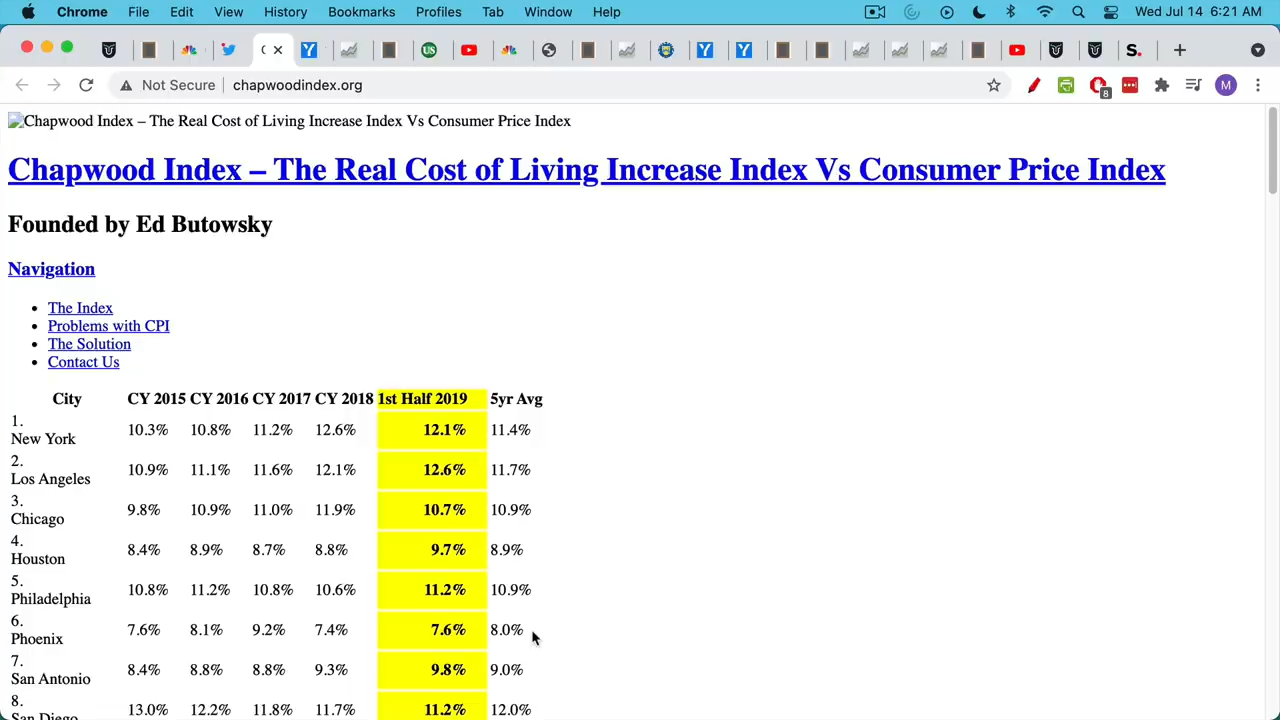 Chrome File Edit View History Bookmarks Profiles Tab Window Help Wed Jul 14 6:21 AM
Not Secure chapwoodindex.org
8
M
Chapwood Index – The Real Cost of Living Increase Index Vs Consumer Price Index
Chapwood Index – The Real Cost of Living Increase Index Vs Consumer Price Index
Founded by Ed Butowsky
Navigation
The Index
Problems with CPI
The Solution
Contact Us
City CY 2015 CY 2016 CY 2017 CY 2018 1st Half 2019 5yr Avg
1.
New York 10.3% 10.8% 11.2% 12.6% 12.1% 11.4%
2.
Los Angeles 10.9% 11.1% 11.6% 12.1% 12.6% 11.7%
3.
Chicago 9.8% 10.9% 11.0% 11.9% 10.7% 10.9%
4.
Houston 8.4% 8.9% 8.7% 8.8% 9.7% 8.9%
5.
Philadelphia 10.8% 11.2% 10.8% 10.6% 11.2% 10.9%
6.
Phoenix 7.6% 8.1% 9.2% 7.4% 7.6% 8.0%
7.
San Antonio 8.4% 8.8% 8.8% 9.3% 9.8% 9.0%
8.
San Diego 13.0% 12.2% 11.8% 11.7% 11.2% 12.0%